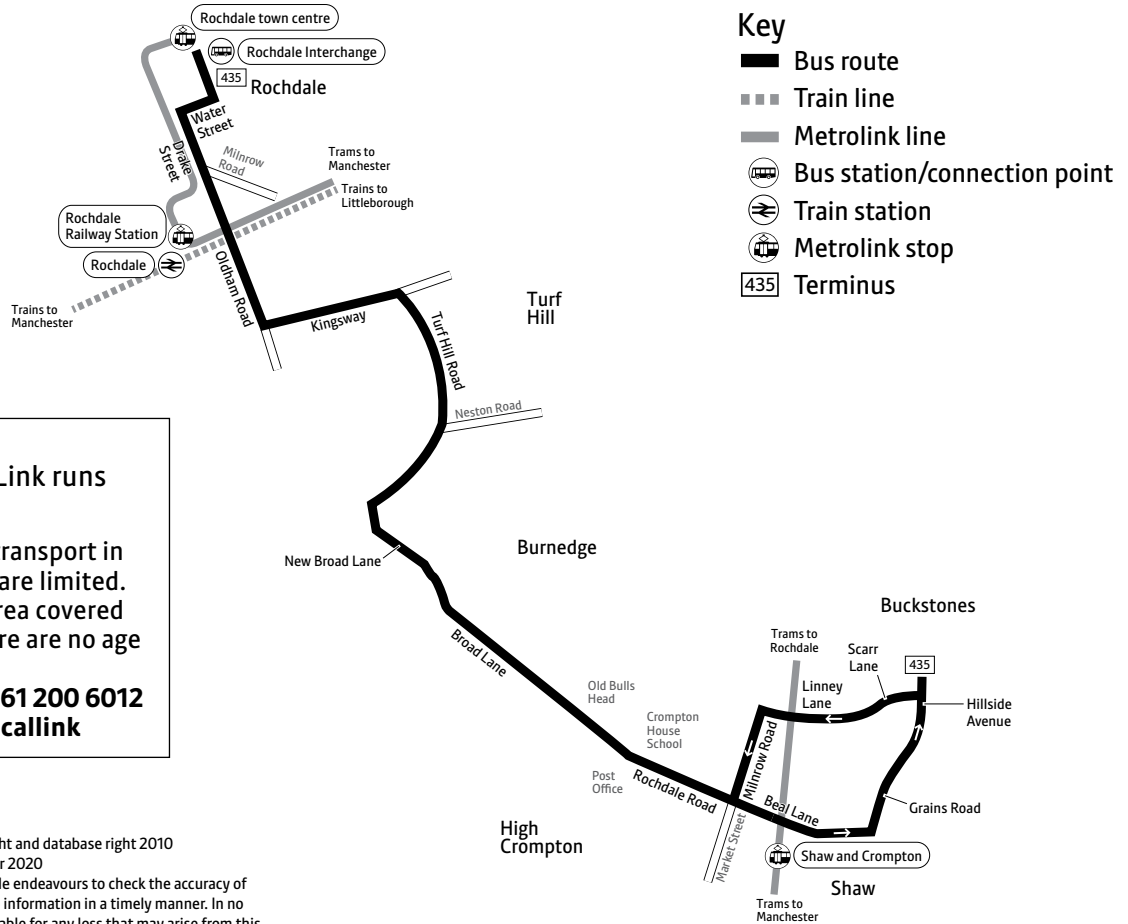 Rochdale town centre
Rochdale Interchange
435
Rochdale
Water
Street
Drake
Street
Milnrow
Road
Trams to
Manchester
Trains to
Littleborough
Rochdale
Railway Station
Rochdale
Trains to
Manchester
Oldham Road
Kingsway
Turf Hill Road
Turf
Hill
Neston Road
Key
Bus route
Train line
Metrolink line
Bus station/connection point
Train station
Metrolink stop
435 Terminus
Link runs
transport in
are limited.
rea covered
re are no age
61 200 6012
callink
New Broad Lane
Burnedge
Broad Lane
Old Bulls
Head
Crompton
House
School
Post
Office
Rochdale Road
High
Crompton
Buckstones
Trams to
Rochdale
Scarr
Lane
435
Linney
Lane
Hillside
Avenue
Milnrow Road
Beal Lane
Grains Road
Market Street
Shaw and Crompton
Shaw
Trams to
Manchester
ht and database right 2010
r 2020
le endeavours to check the accuracy of
information in a timely manner. In no
able for any loss that may arise from this